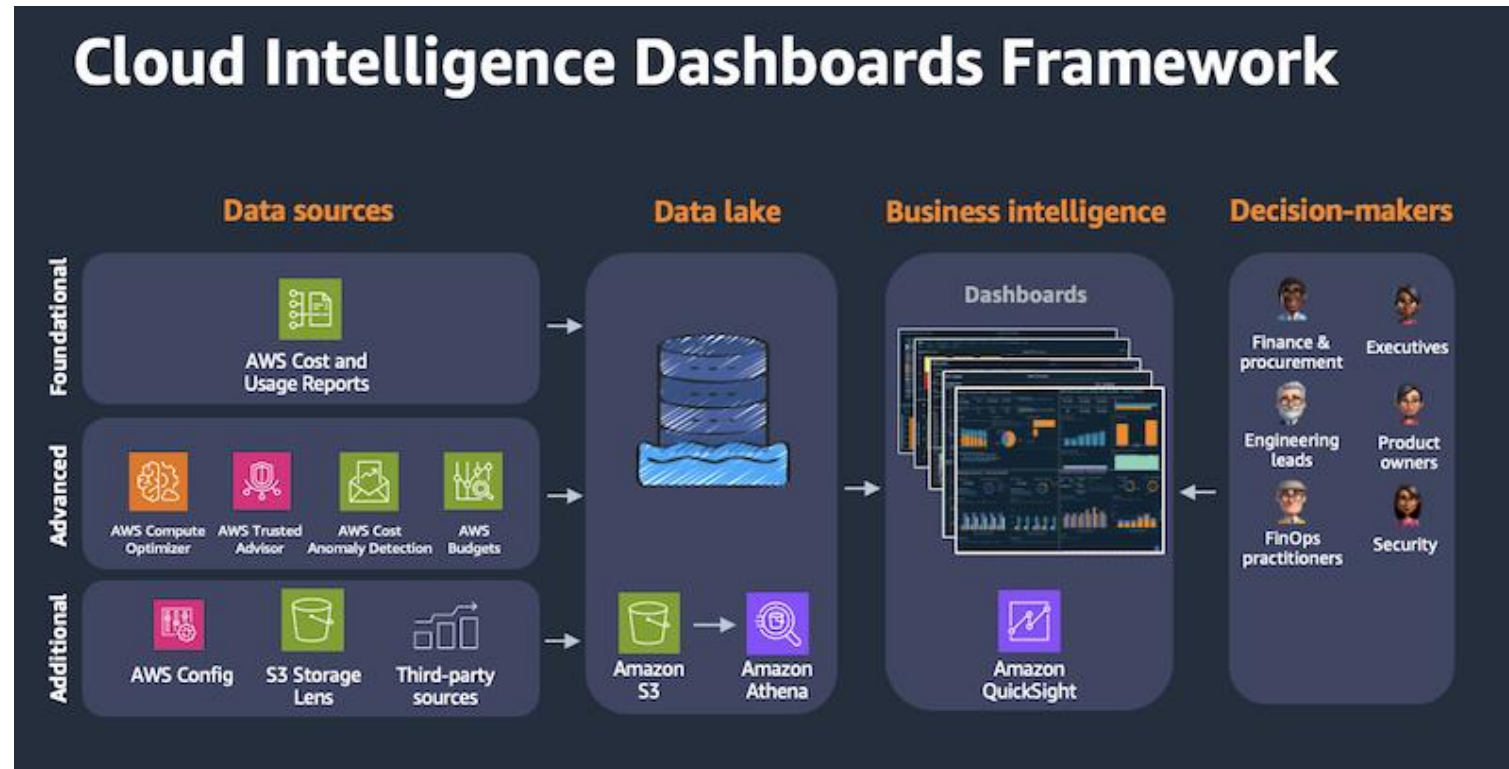 Cloud Intelligence Dashboards Framework
Data sources
Data lake
Business intelligence
Decision-makers
Foundational
AWS Cost and
Usage Reports
Advanced
AWS Compute
Optimizer
AWS Trusted
Advisor
AWS Cost
Anomaly Detection
AWS
Budgets
Additional
AWS Config
S3 Storage
Lens
Third-party
sources
Amazon
S3
Amazon
Athena
Dashboards
Amazon
QuickSight
Finance &
procurement
Executives
Engineering
leads
Product
owners
FinOps
practitioners
Security